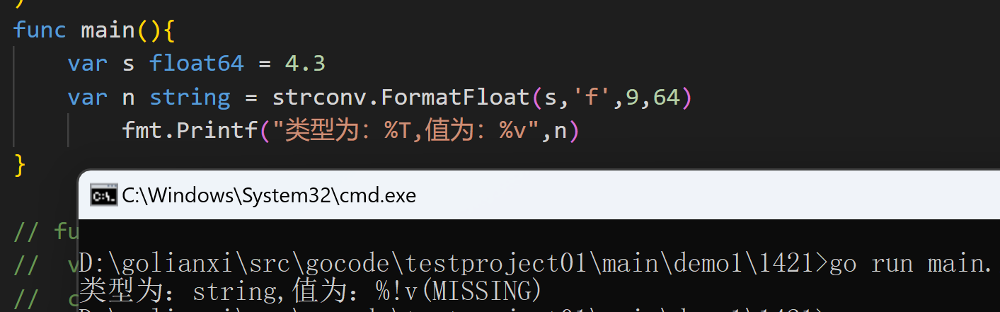 )
func main(){
var s float64 = 4.3
var n string = strconv.FormatFloat(s,'f',9,64)
fmt.Printf("类型为：%T,值为：%v",n)
}
C:\Windows\System32\cmd.exe
// fu
// v
// c
D:\golianxi\src\gocode\testproject01\main\demo1\1421>go run main.
类型为：string,值为：%!v(MISSING)